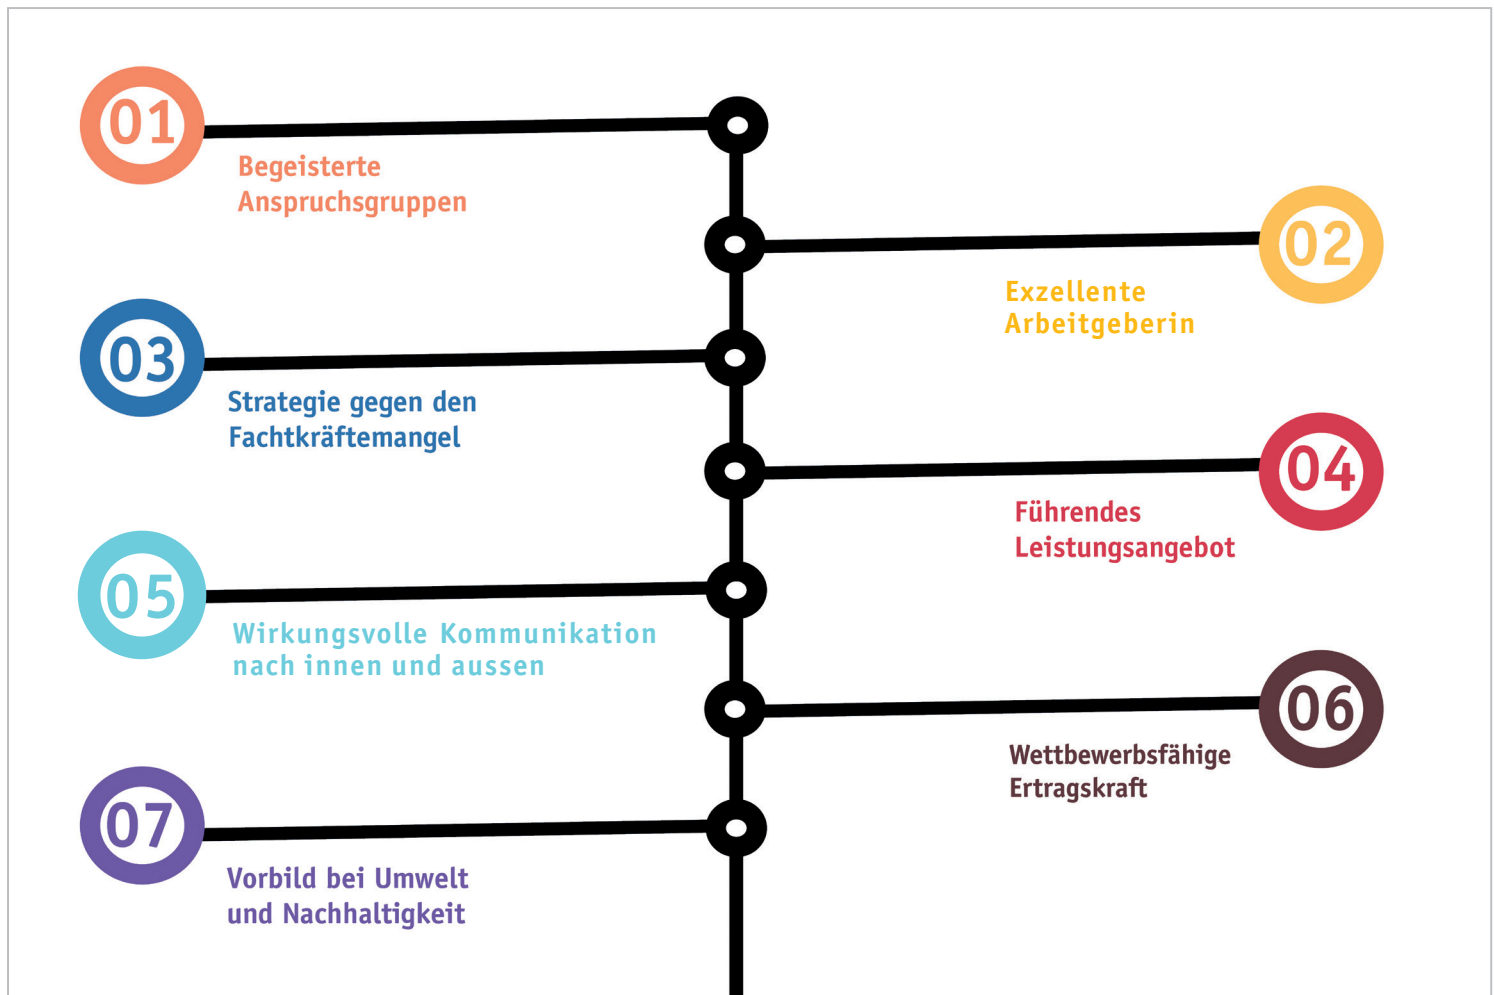 01
Begeisterte
Anspruchsgruppen
02
Exzellente
Arbeitgeberin
03
Strategie gegen den
Fachtkräftemangel
04
Führendes
Leistungsangebot
05
Wirkungsvolle Kommunikation
nach innen und aussen
06
Wettbewerbsfähige
Ertragskraft
07
Vorbild bei Umwelt
und Nachhaltigkeit